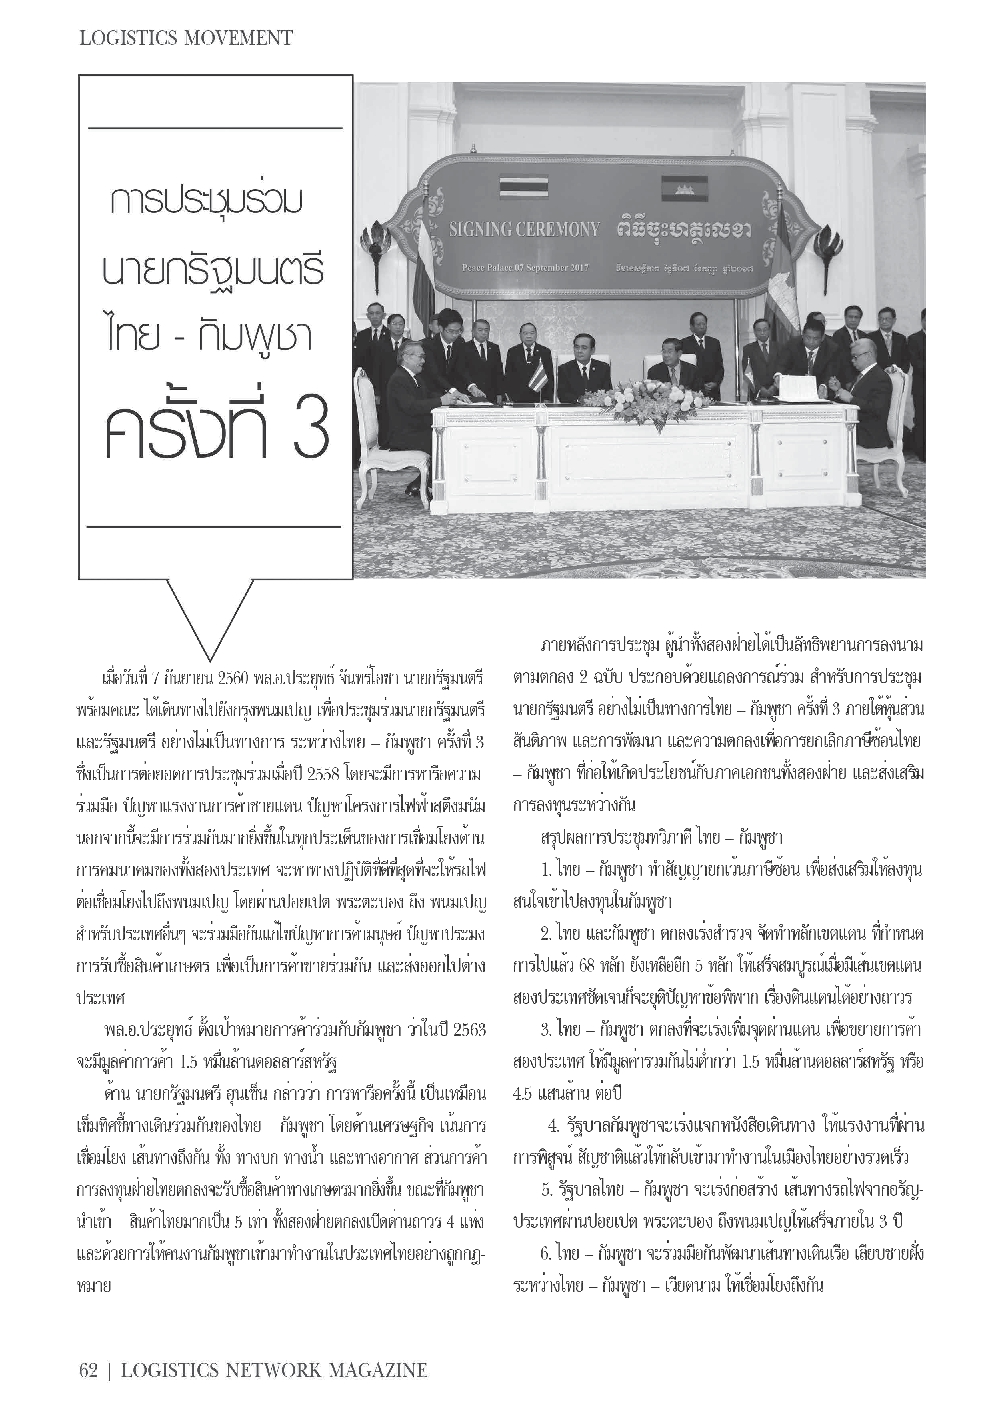 LOGISTICS MOVEMENT
การประชุมร่วม
นายกรัฐมนตรี
ไทย - กัมพูชา
ครั้งที่ 3
SIGNING CEREMONY ពិធីចុះហត្ថលេខា
Peace Palace 07 September 2017
เมื่อวันที่ 7 กันยายน 2560 พล.อ.ประยุทธ์ จันทร์โอชา นายกรัฐมนตรี
พร้อมคณะ ได้เดินทางไปยังกรุงพนมเปญ เพื่อประชุมร่วมนายกรัฐมนตรี
และรัฐมนตรี อย่างไม่เป็นทางการ ระหว่างไทย – กัมพูชา ครั้งที่ 3
ซึ่งเป็นการต่อยอดการประชุมร่วมเมื่อปี 2558 โดยจะมีการหารือความ
ร่วมมือ ปัญหาแรงงานการค้าชายแดน ปัญหาโครงการไฟฟ้าสตึงมนัม
นอกจากนี้จะมีการร่วมกันมากยิ่งขึ้นในทุกประเด็นของการเชื่อมโยงด้าน
การคมนาคมของทั้งสองประเทศ จะหาทางปฏิบัติที่ดีที่สุดที่จะให้รถไฟ
ต่อเชื่อมโยงไปถึงพนมเปญ โดยผ่านปอยเปต พระตะบอง ถึง พนมเปญ
สำหรับประเทศอื่นๆ จะร่วมมือกันแก้ไขปัญหาการค้ามนุษย์ ปัญหาประมง
การรับซื้อสินค้าเกษตร เพื่อเป็นการค้าขายร่วมกัน และส่งออกไปต่าง
ประเทศ
พล.อ.ประยุทธ์ ตั้งเป้าหมายการค้าร่วมกับกัมพูชา ว่าในปี 2563
จะมีมูลค่าการค้า 1.5 หมื่นล้านดอลลาร์สหรัฐ
ด้าน นายกรัฐมนตรี ฮุนเซ็น กล่าวว่า การหารือครั้งนี้ เป็นเหมือน
เข็มทิศชี้ทางเดินร่วมกันของไทย กัมพูชา โดยด้านเศรษฐกิจ เน้นการ
เชื่อมโยง เส้นทางถึงกัน ทั้ง ทางบก ทางน้ำ และทางอากาศ ส่วนการค้า
การลงทุนฝ่ายไทยตกลงจะรับซื้อสินค้าทางเกษตรมากยิ่งขึ้น ขณะที่กัมพูชา
นำเข้า สินค้าไทยมากเป็น 5 เท่า ทั้งสองฝ่ายตกลงเปิดด่านถาวร 4 แห่ง
และด้วยการให้คนงานกัมพูชาเข้ามาทำงานในประเทศไทยอย่างถูกกฎ-
หมาย
ภายหลังการประชุม ผู้นำทั้งสองฝ่ายได้เป็นสัทธิพยานการลงนาม
ตามตกลง 2 ฉบับ ประกอบด้วยแถลงการณ์ร่วม สำหรับการประชุม
นายกรัฐมนตรี อย่างไม่เป็นทางการไทย – กัมพูชา ครั้งที่ 3 ภายใต้หุ้นส่วน
สันติภาพ และการพัฒนา และความตกลงเพื่อการยกเลิกภาษีซ้อนไทย
– กัมพูชา ที่ก่อให้เกิดประโยชน์กับภาคเอกชนทั้งสองฝ่าย และส่งเสริม
การลงทุนระหว่างกัน
สรุปผลการประชุมทวิภาคี ไทย – กัมพูชา
1. ไทย – กัมพูชา ทำสัญญายกเว้นภาษีซ้อน เพื่อส่งเสริมให้ลงทุน
สนใจเข้าไปลงทุนในกัมพูชา
2. ไทย และกัมพูชา ตกลงเร่งสำรวจ จัดทำหลักเขตแดน ที่กำหนด
การไปแล้ว 68 หลัก ยังเหลืออีก 5 หลัก ให้เสร็จสมบูรณ์เมื่อมีเส้นเขตแดน
สองประเทศชัดเจนก็จะยุติปัญหาข้อพิพาก เรื่องดินแดนได้อย่างถาวร
3. ไทย – กัมพูชา ตกลงที่จะเร่งเพิ่มจุดผ่านแดน เพื่อขยายการค้า
สองประเทศ ให้มีมูลค่ารวมกันไม่ต่ำกว่า 1.5 หมื่นล้านดอลลาร์สหรัฐ หรือ
4.5 แสนล้าน ต่อปี
4. รัฐบาลกัมพูชาจะเร่งแจกหนังสือเดินทาง ให้แรงงานที่ผ่าน
การพิสูจน์ สัญชาติแล้วให้กลับเข้ามาทำงานในเมืองไทยอย่างรวดเร็ว
5. รัฐบาลไทย – กัมพูชา จะเร่งก่อสร้าง เส้นทางรถไฟจากอรัญ-
ประเทศผ่านปอยเปต พระตะบอง ถึงพนมเปญให้เสร็จภายใน 3 ปี
6. ไทย – กัมพูชา จะร่วมมือกันพัฒนาเส้นทางเดินเรือ เลียบชายฝั่ง
ระหว่างไทย – กัมพูชา – เวียดนาม ให้เชื่อมโยงถึงกัน
62 | LOGISTICS NETWORK MAGAZINE